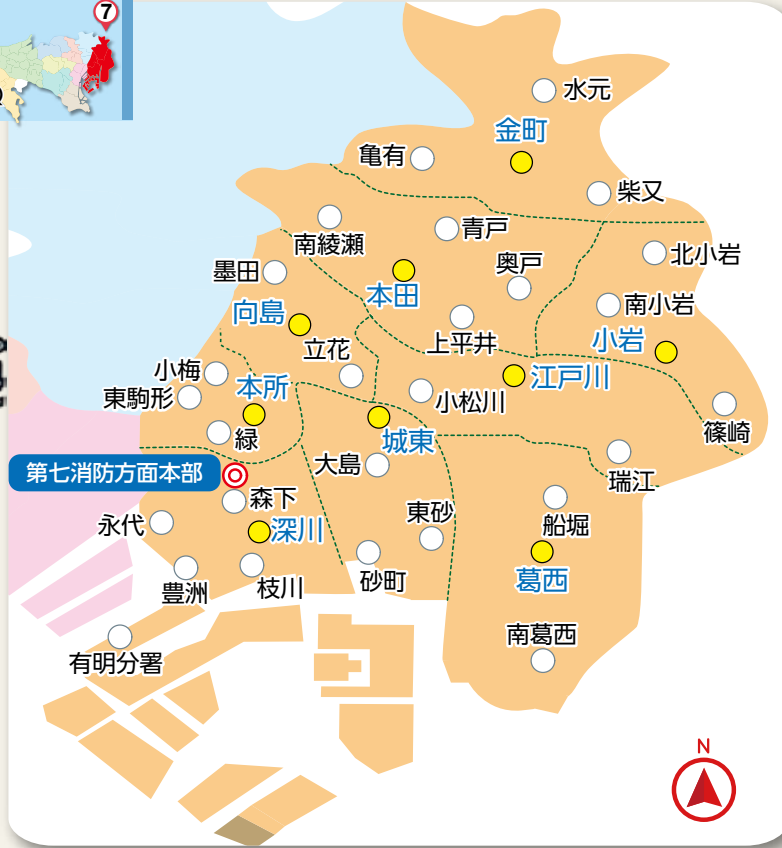 7
水元
金町
亀有
柴又
南綾瀬
青戸
北小岩
奥戸
墨田
本田
南小岩
向島
上平井
小岩
立花
小梅
本所
江戸川
東駒形
小松川
篠崎
緑
城東
大島
瑞江
第七消防方面本部
森下
東砂
永代
深川
船堀
豊洲
枝川
砂町
葛西
有明分署
南葛西
N